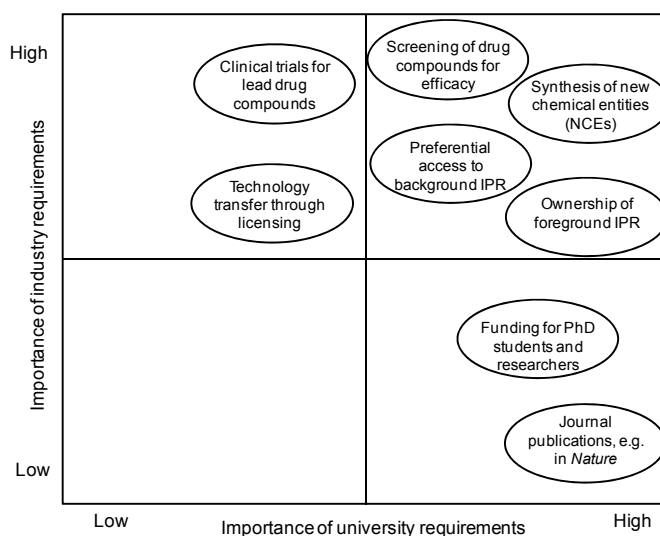 High
Importance of industry requirements
Low
Clinical trials for
lead drug
compounds
Screening of drug
compounds for
efficacy
Synthesis of new
chemical entities
(NCEs)
Technology
transfer through
licensing
Preferential
access to
background IPR
Ownership of
foreground IPR
Funding for PhD
students and
researchers
Journal
publications, e.g.
in Nature
Low
Importance of university requirements
High